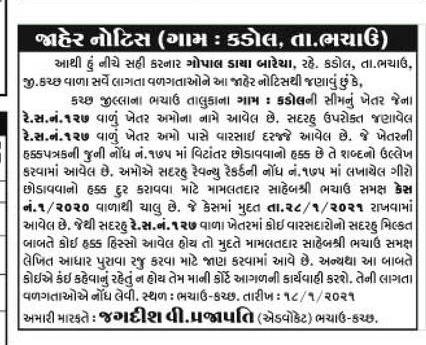 જાહેર નોટિસ (ગામ : કડોલ, તા.ભચાઉ)
આથી હું નીચે સહી કરનાર ગોપાલ ડાયા બારેચા, રહે. કડોલ, તા.ભચાઉ,
જી.કચ્છ વાળા સર્વે લાગતા વળગતાઓને આ જાહેર નોટિસથી જણાવું છું કે,
કચ્છ જીલ્લાના ભચાઉ તાલુકાના ગામ : કડોલની સીમનું ખેતર જેના
રે.સ.નં.૧૨૭ વાળું ખેતર અમોના નામે આવેલ છે. સદરહુ ઉપરોક્ત જણાવેલ
રે.સ.નં.૧૨૭ વાળુ ખેતર અમો પાસે વારસાઈ દરજ્જે આવેલ છે. જે ખેતરની
હક્કપત્રકની જુની નોંધ નં.૧૭૫ માં વિટાંતર છોડાવવાનો હક્ક છે તે શબ્દનો ઉલ્લેખ
કરવામાં આવેલ છે. અમોએ સદરહુ રેવન્યુ રેકર્ડની નોંધ નં.૧૭૫ માં લખાયેલ ગીરો
છોડાવવાનો હક્ક દુર કરાવવા માટે મામલતદાર સાહેબશ્રી ભચાઉ સમક્ષ કેસ
નં.૧/૨૦૨૦ વાળાથી ચાલુ છે. જે કેસમાં મુદત તા.૨૮/૧/૨૦૨૧ રાખવામાં
આવેલ છે. જેથી સદરહુ રે.સ.નં.૧૨૭ વાળા ખેતરમાં કોઈ વારસદારોનો સદરહુ મિલ્કત
બાબતે કોઈ હક્ક હિસ્સો આવેલ હોય તો મુદતે મામલતદાર સાહેબશ્રી ભચાઉ સમક્ષ
લેખિત આધાર પુરાવા રજુ કરવા માટે જાણ કરવામાં આવે છે. અન્યથા આ બાબતે
કોઈએ કંઈ કહેવાનું રહેતું ન હોય તેમ માની કોર્ટ આગળની કાર્યવાહી કરશે. તેની લાગતા
વળગતાઓએ નોંધ લેવી. સ્થળ : ભચાઉ-કચ્છ. તારીખ : ૧૮/૧/૨૦૨૧
અમારી મારફતે : જગદીશ વી.પ્રજાપતિ (એડવોકેટ) ભચાઉ-કચ્છ.